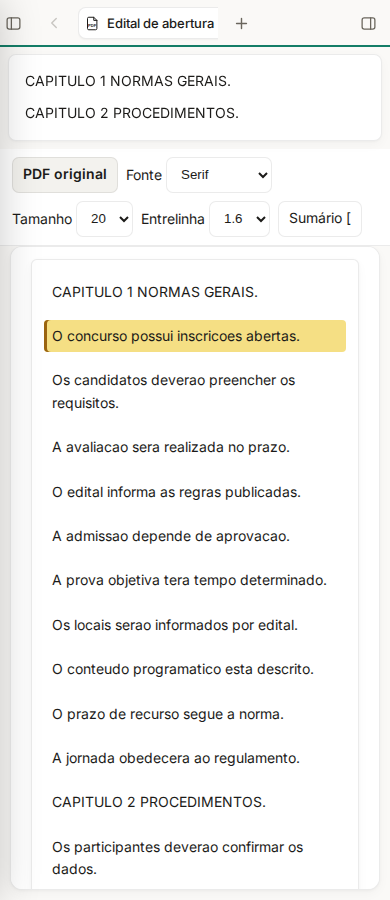 Edital de abertura
CAPITULO 1 NORMAS GERAIS.
CAPITULO 2 PROCEDIMENTOS.
PDF original Fonte Serif
Tamanho 20 Entrelinha 1.6 Sumário [
CAPITULO 1 NORMAS GERAIS.
O concurso possui inscricoes abertas.
Os candidatos deverao preencher os
requisitos.
A avaliacao sera realizada no prazo.
O edital informa as regras publicadas.
A admissao depende de aprovacao.
A prova objetiva tera tempo determinado.
Os locais serao informados por edital.
O conteudo programatico esta descrito.
O prazo de recurso segue a norma.
A jornada obedecera ao regulamento.
CAPITULO 2 PROCEDIMENTOS.
Os participantes deverao confirmar os
dados.